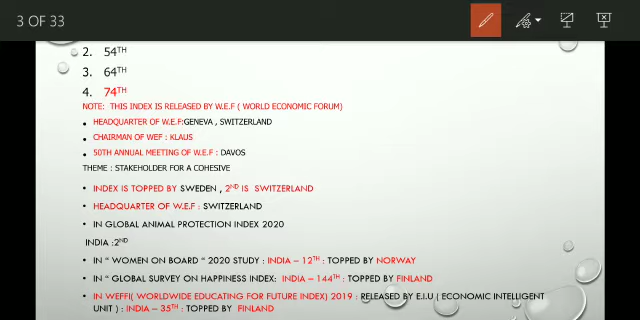 3 OF 33
2. 54TH
3. 64TH
4. 74TH
NOTE: THIS INDEX IS RELEASED BY W.E.F ( WORLD ECONOMIC FORUM)
• HEADQUARTER OF W.E.F:GENEVA , SWITZERLAND
• CHAIRMAN OF WEF : KLAUS
• 50TH ANNUAL MEETING OF W.E.F : DAVOS
THEME : STAKEHOLDER FOR A COHESIVE
• INDEX IS TOPPED BY SWEDEN , 2ND IS SWITZERLAND
• HEADQUARTER OF W.E.F : SWITZERLAND
• IN GLOBAL ANIMAL PROTECTION INDEX 2020
INDIA :2ND
• IN " WOMEN ON BOARD " 2020 STUDY : INDIA – 12TH : TOPPED BY NORWAY
• IN " GLOBAL SURVEY ON HAPPINESS INDEX: INDIA – 144TH : TOPPED BY FINLAND
• IN WEFFI( WORLDWIDE EDUCATING FOR FUTURE INDEX) 2019 : RELEASED BY E.I.U ( ECONOMIC INTELLIGENT
UNIT ) : INDIA – 35TH : TOPPED BY FINLAND